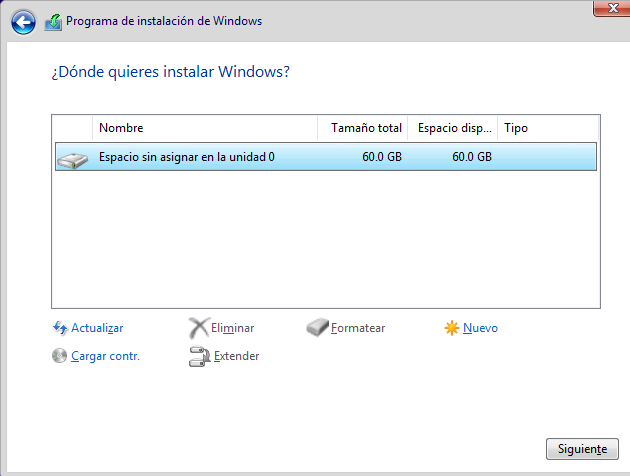 Programa de instalación de Windows
¿Dónde quieres instalar Windows?
Nombre Tamaño total Espacio disp... Tipo
Espacio sin asignar en la unidad 0 60.0 GB 60.0 GB
Actualizar Eliminar Formatear Nuevo
Cargar contr. Extender
Siguiente